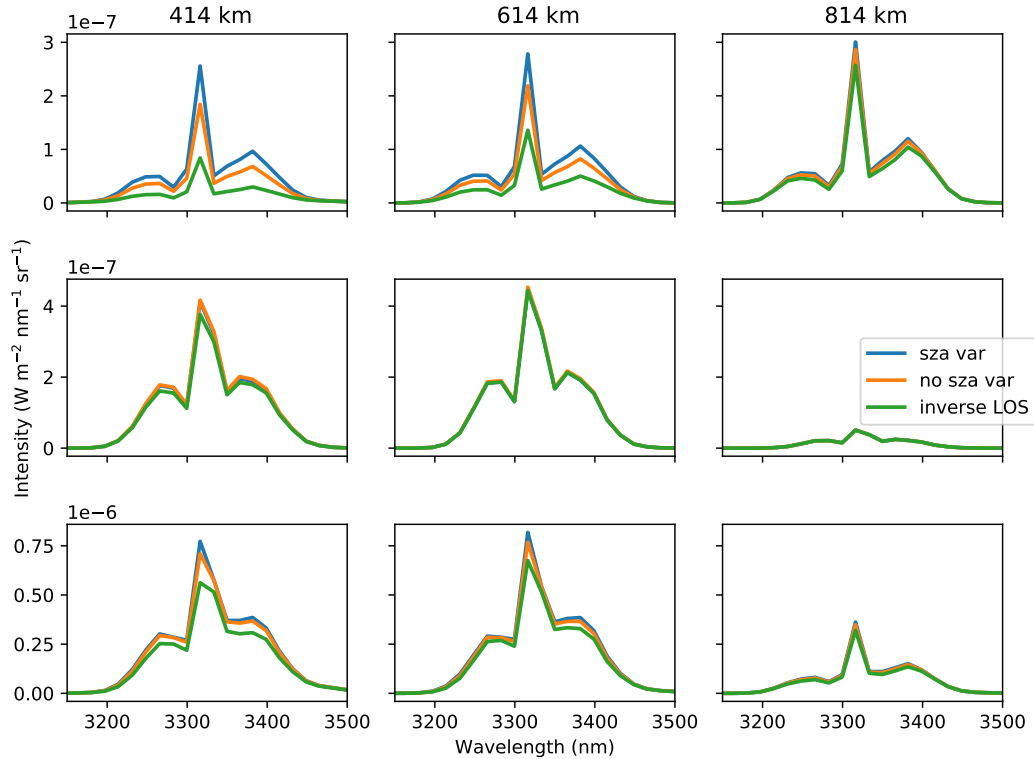 414 km 614 km 814 km
1e−7
3
2
1
0
1e−7
4
2
0
sza var
no sza var
inverse LOS
1e−6
0.75
0.50
0.25
0.00
3200 3300 3400 3500 3200 3300 3400 3500 3200 3300 3400 3500
Wavelength (nm)
Intensity (W m⁻² nm⁻¹ sr⁻¹)